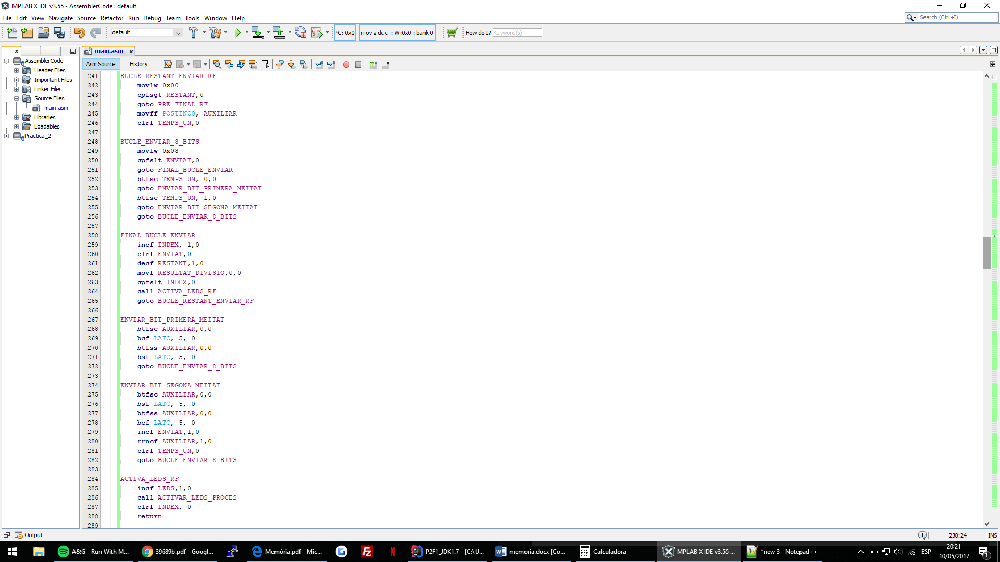 MPLAB X IDE v3.55 - AssemblerCode : default
File Edit View Navigate Source Refactor Run Debug Team Tools Window Help
Search (Ctrl+I)
default
PC: 0x0
n ov z dc c : W:0x0 : bank 0
How do I?
Keyword(s)
main.asm
Asm Source
History
AssemblerCode
Header Files
Important Files
Linker Files
Source Files
main.asm
Libraries
Loadables
Practica_2
241 BUCLE_RESTANT_ENVIAR_RF
242 movlw 0x00
243 cpfsgt RESTANT,0
244 goto PRE_FINAL_RF
245 movff POSTINC0, AUXILIAR
246 clrf TEMPS_UN,0
247
248 BUCLE_ENVIAR_8_BITS
249 movlw 0x08
250 cpfslt ENVIAT,0
251 goto FINAL_BUCLE_ENVIAR
252 btfsc TEMPS_UN, 0,0
253 goto ENVIAR_BIT_PRIMERA_MEITAT
254 btfsc TEMPS_UN, 1,0
255 goto ENVIAR_BIT_SEGONA_MEITAT
256 goto BUCLE_ENVIAR_8_BITS
257
258 FINAL_BUCLE_ENVIAR
259 incf INDEX, 1,0
260 clrf ENVIAT,0
261 decf RESTANT,1,0
262 movf RESULTAT_DIVISIO,0,0
263 cpfslt INDEX,0
264 call ACTIVA_LEDS_RF
265 goto BUCLE_RESTANT_ENVIAR_RF
266
267 ENVIAR_BIT_PRIMERA_MEITAT
268 btfsc AUXILIAR,0,0
269 bcf LATC, 5, 0
270 btfss AUXILIAR,0,0
271 bsf LATC, 5, 0
272 goto BUCLE_ENVIAR_8_BITS
273
274 ENVIAR_BIT_SEGONA_MEITAT
275 btfsc AUXILIAR,0,0
276 bsf LATC, 5, 0
277 btfss AUXILIAR,0,0
278 bcf LATC, 5, 0
279 incf ENVIAT,1,0
280 rrncf AUXILIAR,1,0
281 clrf TEMPS_UN,0
282 goto BUCLE_ENVIAR_8_BITS
283
284 ACTIVA_LEDS_RF
285 incf LEDS,1,0
286 call ACTIVAR_LEDS_PROCES
287 clrf INDEX, 0
288 return
289
Output
4
238:24
INS
A&G - Run With M...
39689b.pdf - Googl...
Memòria.pdf - Mic...
P2F1_JDK1.7 - [C:\U...
memoria.docx [Co...
Calculadora
MPLAB X IDE v3.55 ...
*new 3 - Notepad++
ESP
20:21
10/05/2017
1